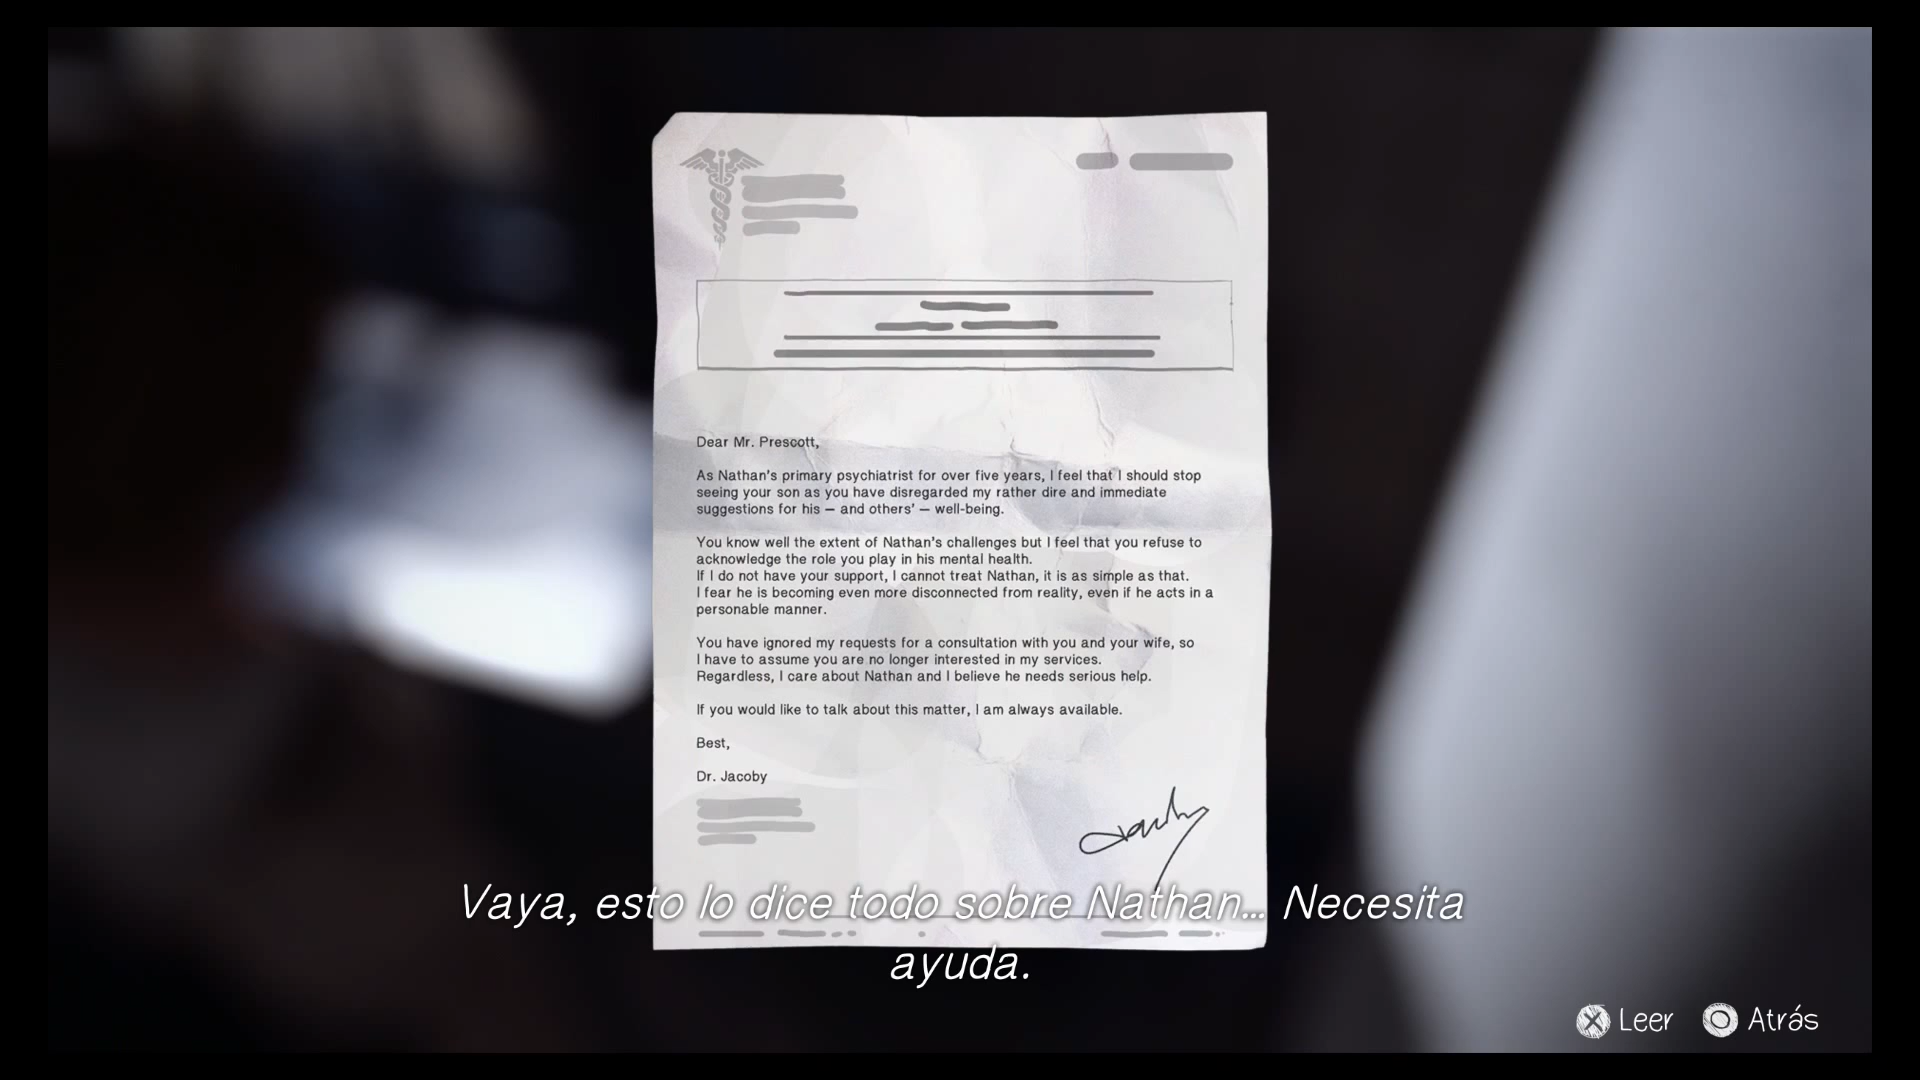 Dear Mr. Prescott,
As Nathan's primary psychiatrist for over five years, I feel that I should stop
seeing your son as you have disregarded my rather dire and immediate
suggestions for his – and others' – well-being.
You know well the extent of Nathan's challenges but I feel that you refuse to
acknowledge the role you play in his mental health.
If I do not have your support, I cannot treat Nathan, it is as simple as that.
I fear he is becoming even more disconnected from reality, even if he acts in a
personable manner.
You have ignored my requests for a consultation with you and your wife, so
I have to assume you are no longer interested in my services.
Regardless, I care about Nathan and I believe he needs serious help.
If you would like to talk about this matter, I am always available.
Best,
Dr. Jacoby
Vaya, esto lo dice todo sobre Nathan... Necesita
ayuda.
Leer Atrás